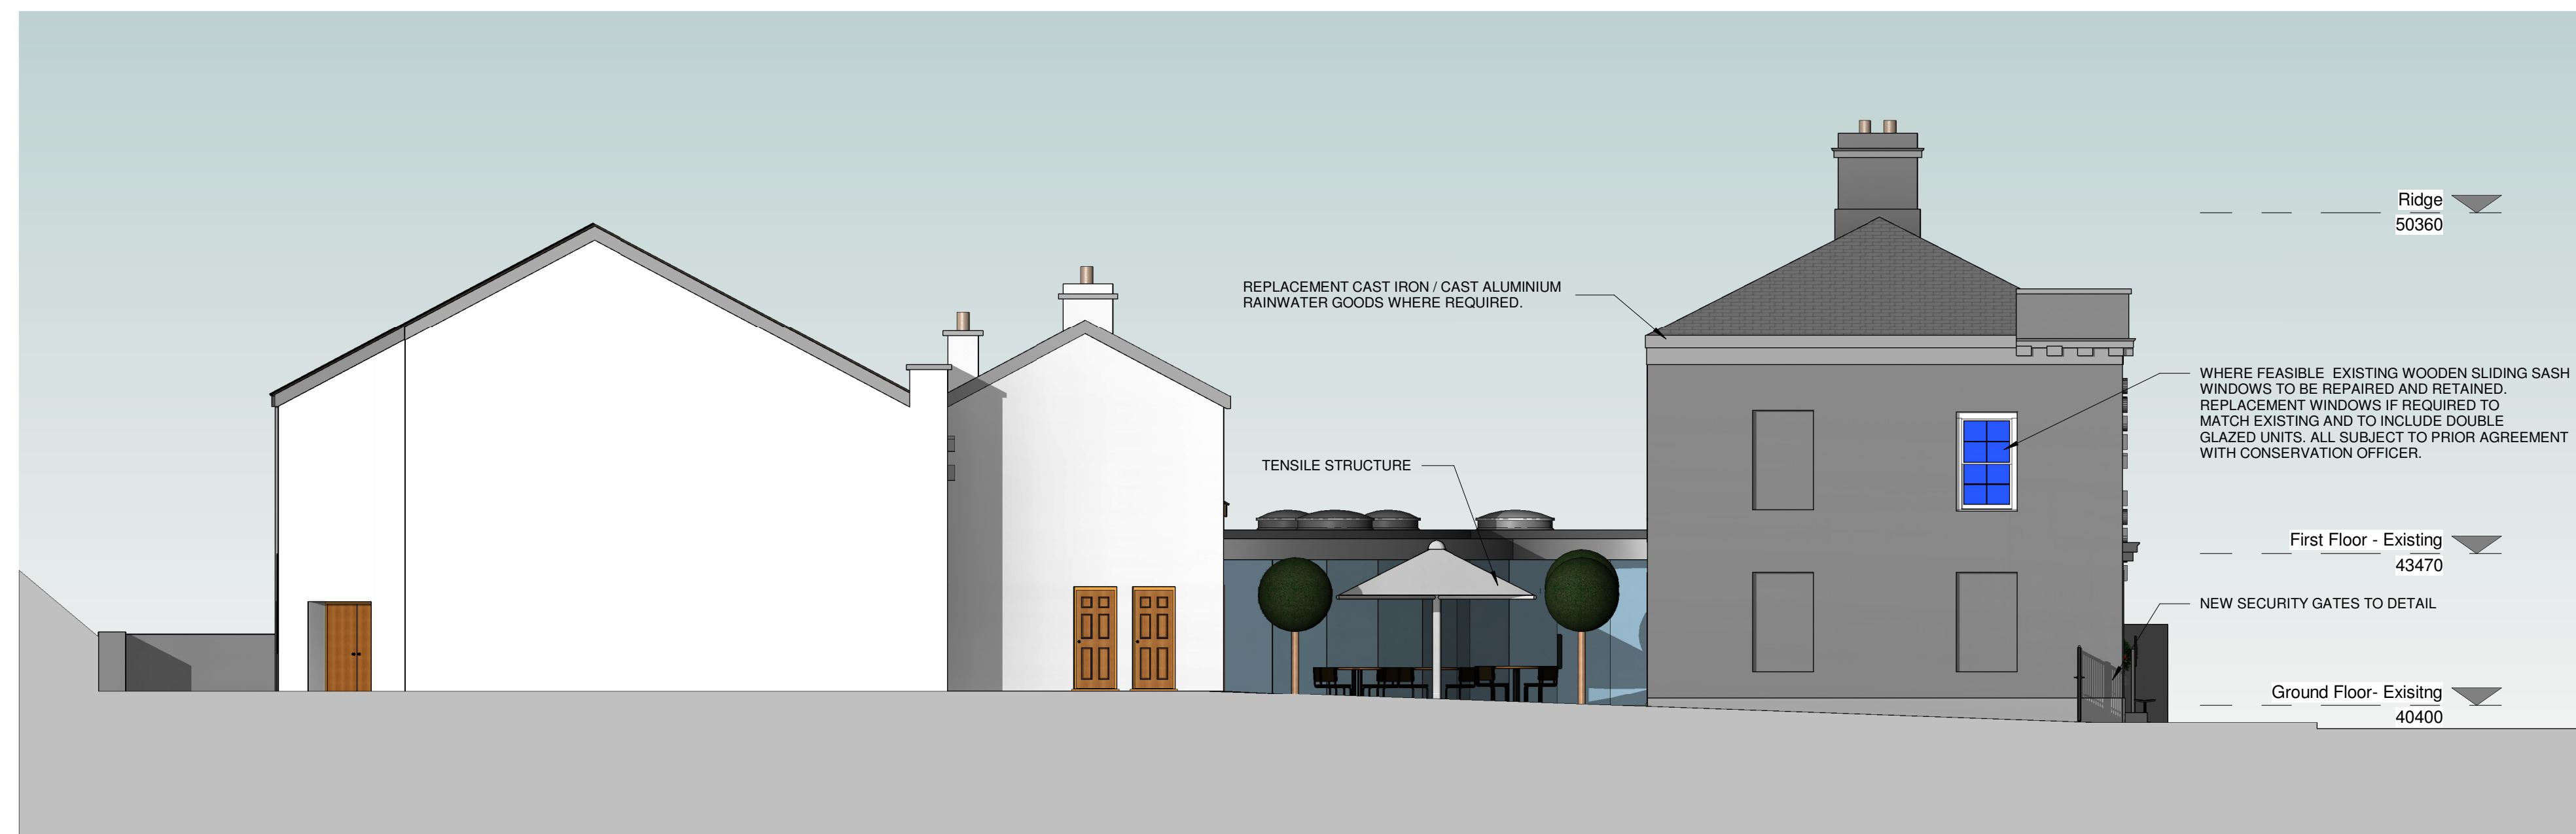 Ridge
50360
REPLACEMENT CAST IRON / CAST ALUMINIUM
RAINWATER GOODS WHERE REQUIRED.
WHERE FEASIBLE  EXISTING WOODEN SLIDING SASH
WINDOWS TO BE REPAIRED AND RETAINED.
REPLACEMENT WINDOWS IF REQUIRED TO
MATCH EXISTING AND TO INCLUDE DOUBLE
GLAZED UNITS. ALL SUBJECT TO PRIOR AGREEMENT
WITH CONSERVATION OFFICER.
TENSILE STRUCTURE
First Floor - Existing
43470
NEW SECURITY GATES TO DETAIL
Ground Floor- Exisitng
40400